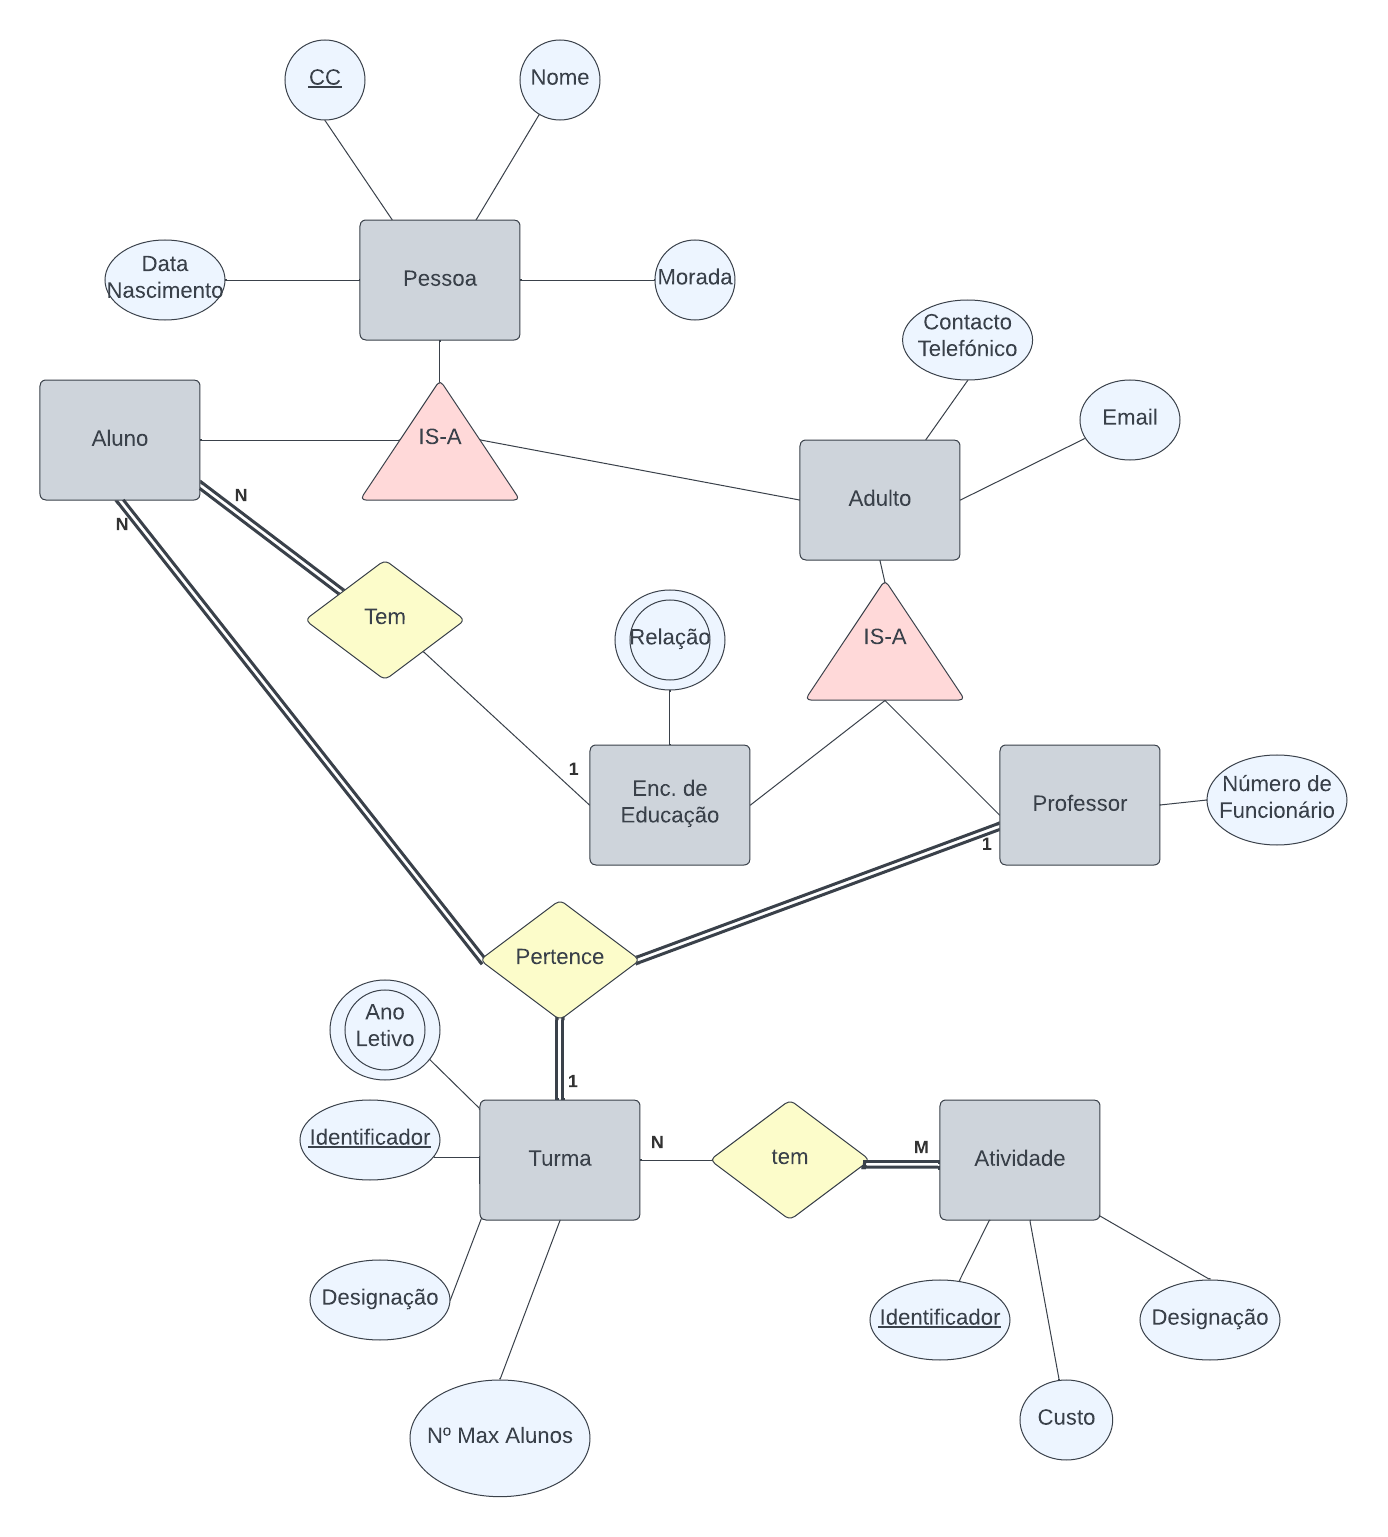 CC
Nome
Data
Nascimento
Pessoa
Morada
Contacto
Telefónico
Email
Aluno
IS-A
Adulto
N
N
Tem
Relação
IS-A
1
Enc. de
Educação
Professor
Número de
Funcionário
1
Pertence
Ano
Letivo
1
Identificador
Turma
N
tem
M
Atividade
Designação
Identificador
Designação
Nº Max Alunos
Custo